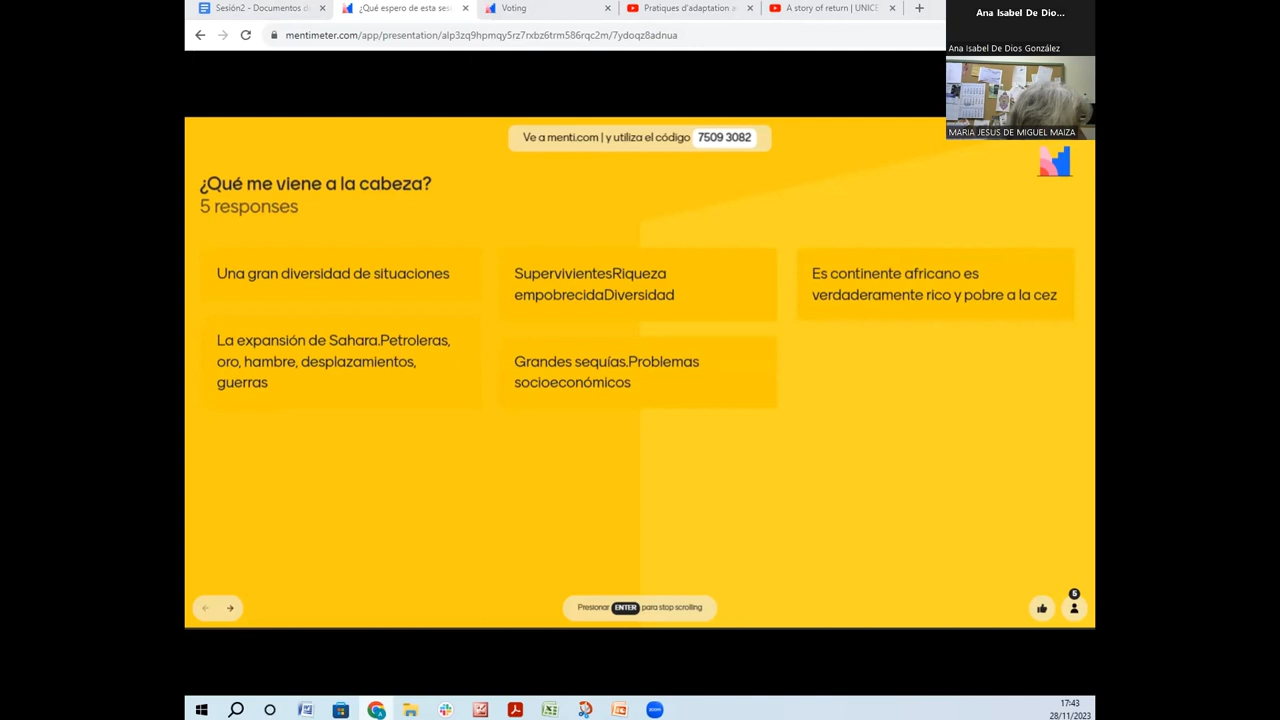 Sesión2 - Documentos d
¿Qué espero de esta ses
Voting
Pratiques d'adaptation a
A story of return | UNICE
mentimeter.com/app/presentation/alp3zq9hpmqy5rz7rxbz6trm586rqc2m/7ydoqz8adnua
Ana Isabel De Dio...
Ana Isabel De Dios González
MARIA JESUS DE MIGUEL MAIZA
Ve a menti.com | y utiliza el código 7509 3082
¿Qué me viene a la cabeza?
5 responses
Una gran diversidad de situaciones
La expansión de Sahara.Petroleras,
oro, hambre, desplazamientos,
guerras
SupervivientesRiqueza
empobrecidaDiversidad
Grandes sequías.Problemas
socioeconómicos
Es continente africano es
verdaderamente rico y pobre a la cez
Presionar ENTER para stop scrolling
5
17:43
28/11/2023